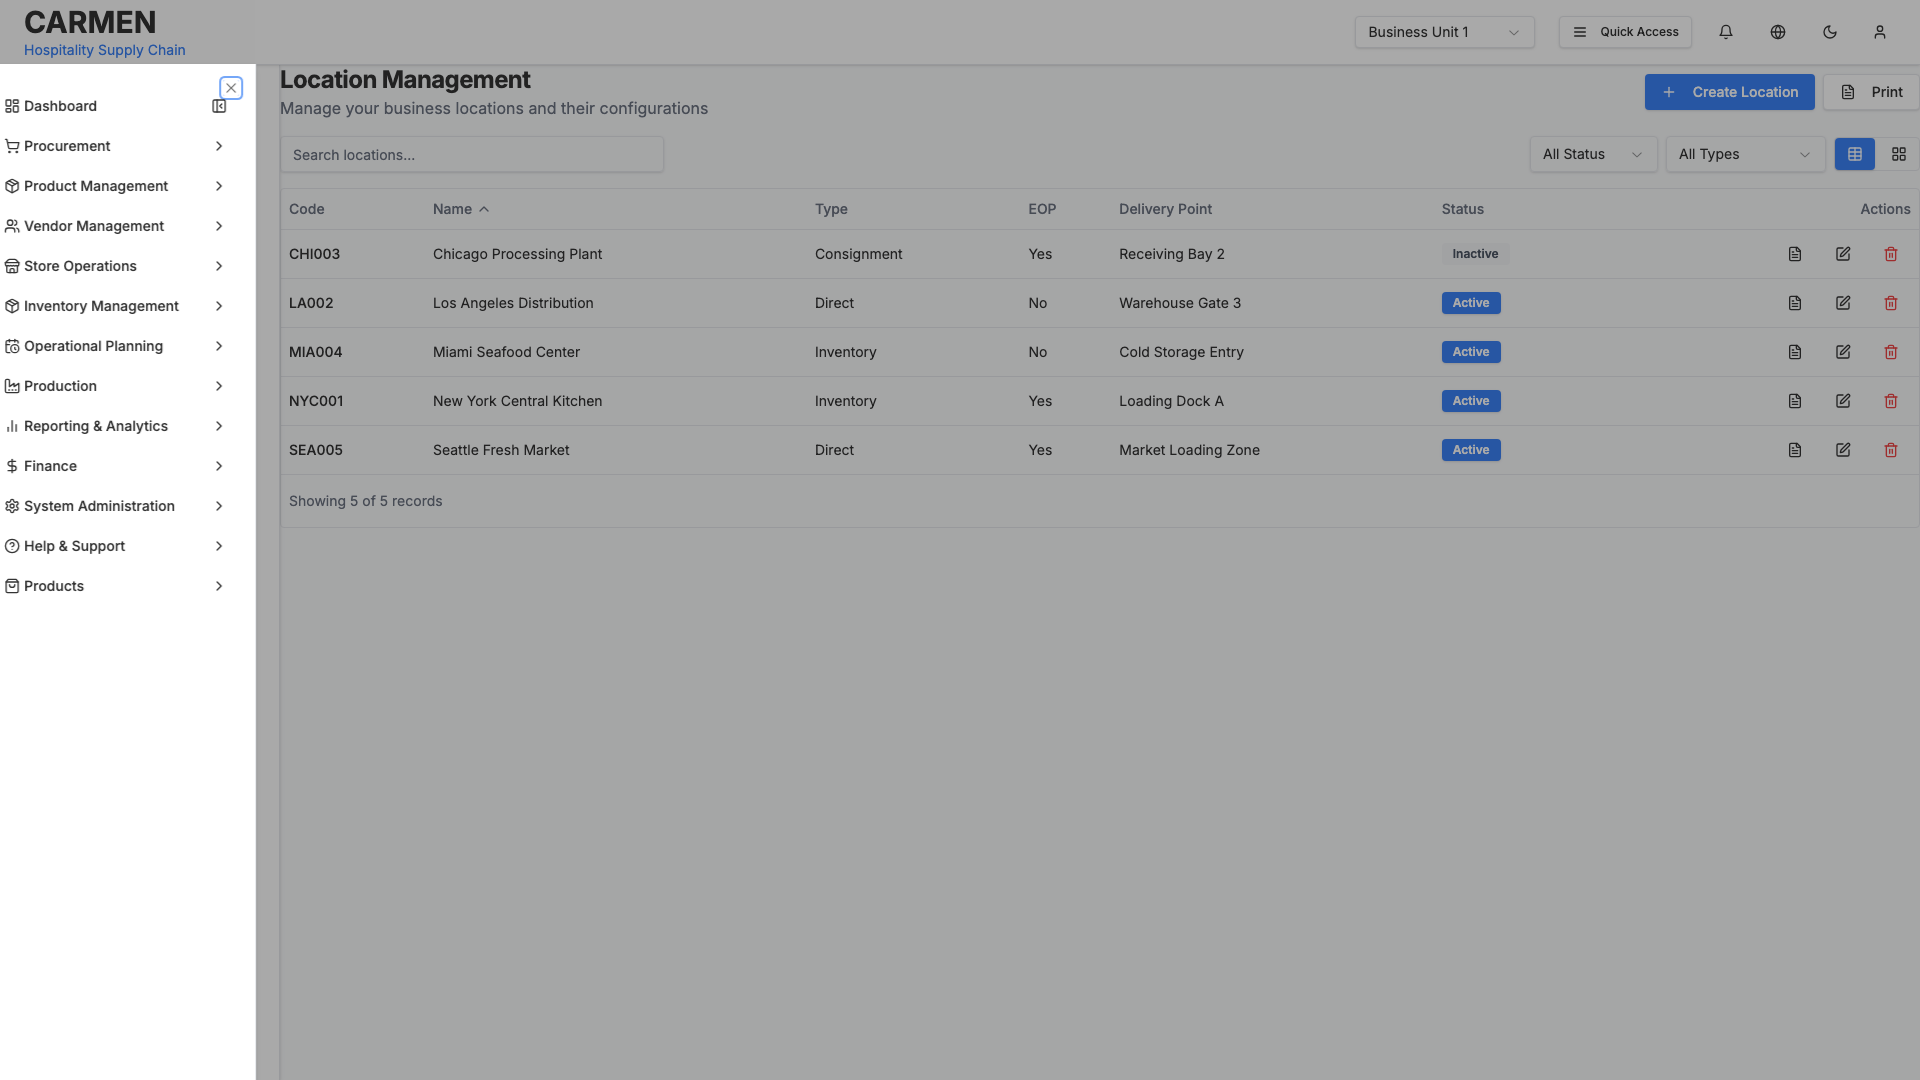 CARMEN
Hospitality Supply Chain
Business Unit 1
Quick Access
Dashboard
Procurement
Product Management
Vendor Management
Store Operations
Inventory Management
Operational Planning
Production
Reporting & Analytics
Finance
System Administration
Help & Support
Products
Location Management
Manage your business locations and their configurations
Create Location
Print
Search locations...
All Status
All Types
Code Name Type EOP Delivery Point Status Actions
CHI003 Chicago Processing Plant Consignment Yes Receiving Bay 2 Inactive
LA002 Los Angeles Distribution Direct No Warehouse Gate 3 Active
MIA004 Miami Seafood Center Inventory No Cold Storage Entry Active
NYC001 New York Central Kitchen Inventory Yes Loading Dock A Active
SEA005 Seattle Fresh Market Direct Yes Market Loading Zone Active
Showing 5 of 5 records